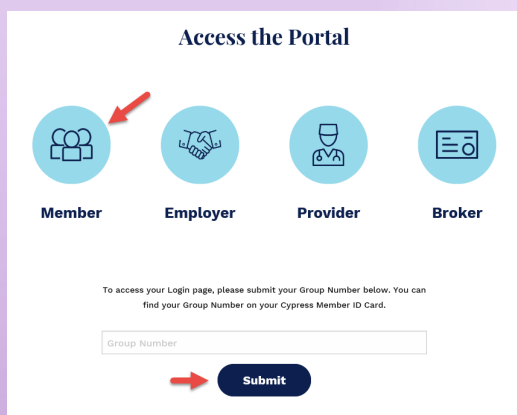 Access the Portal
Member Employer Provider Broker
To access your Login page, please submit your Group Number below. You can
find your Group Number on your Cypress Member ID Card.
Group Number
Submit